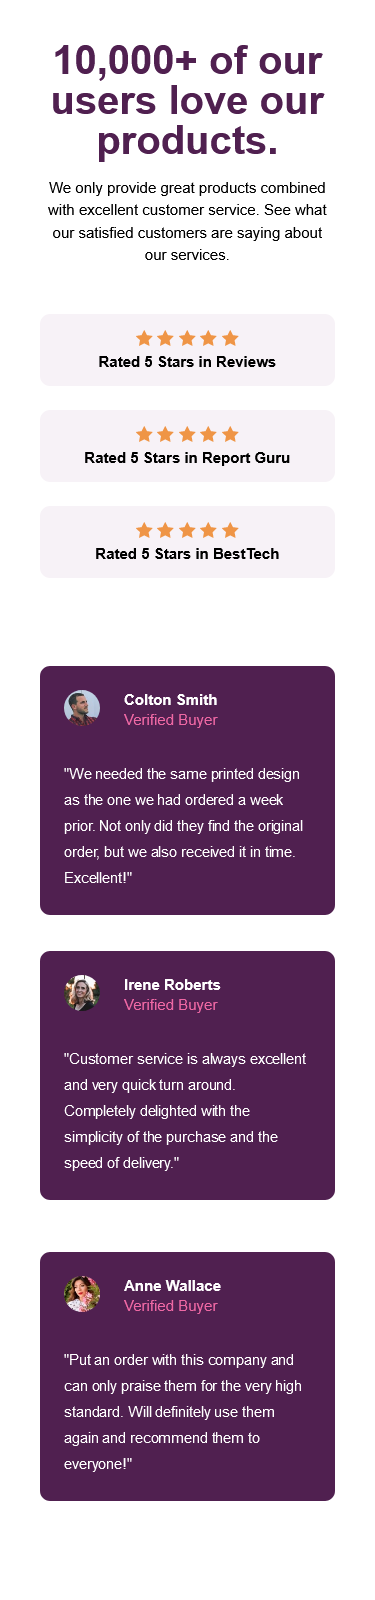 10,000+ of our
users love our
products.
We only provide great products combined
with excellent customer service. See what
our satisfied customers are saying about
our services.
Rated 5 Stars in Reviews
Rated 5 Stars in Report Guru
Rated 5 Stars in BestTech
Colton Smith
Verified Buyer
"We needed the same printed design
as the one we had ordered a week
prior. Not only did they find the original
order, but we also received it in time.
Excellent!"
Irene Roberts
Verified Buyer
"Customer service is always excellent
and very quick turn around.
Completely delighted with the
simplicity of the purchase and the
speed of delivery."
Anne Wallace
Verified Buyer
"Put an order with this company and
can only praise them for the very high
standard. Will definitely use them
again and recommend them to
everyone!"